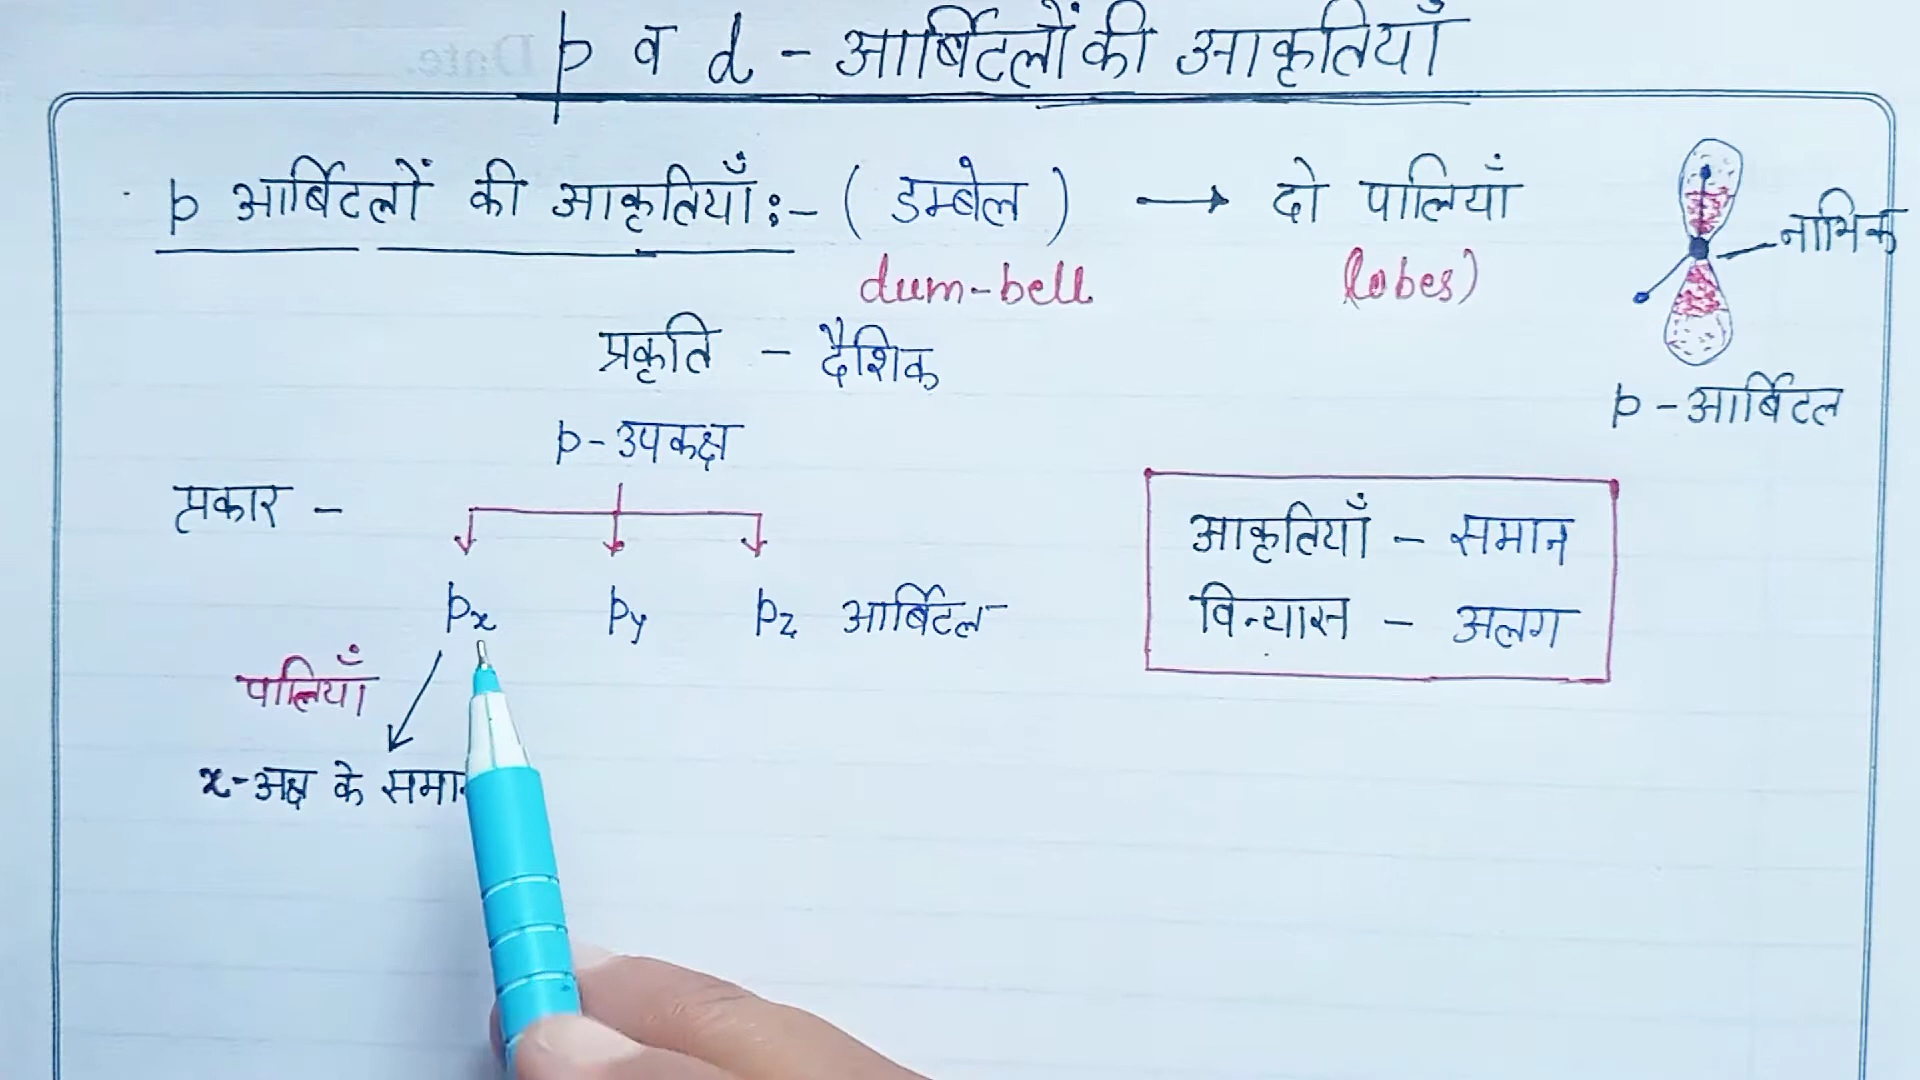 p व d - आर्बिटलों की आकृतियाँ
p आर्बिटलों की आकृतियाँ :- ( डम्बेल ) → दो पालियाँ
dum-bell (lobes)
नाभिक
प्रकृति - दैशिक
p - आर्बिटल
p - उपकक्ष
प्रकार -
आकृतियाँ - समान
विन्यास - अलग
px py pz आर्बिटल
पालियाँ
x-अक्ष के